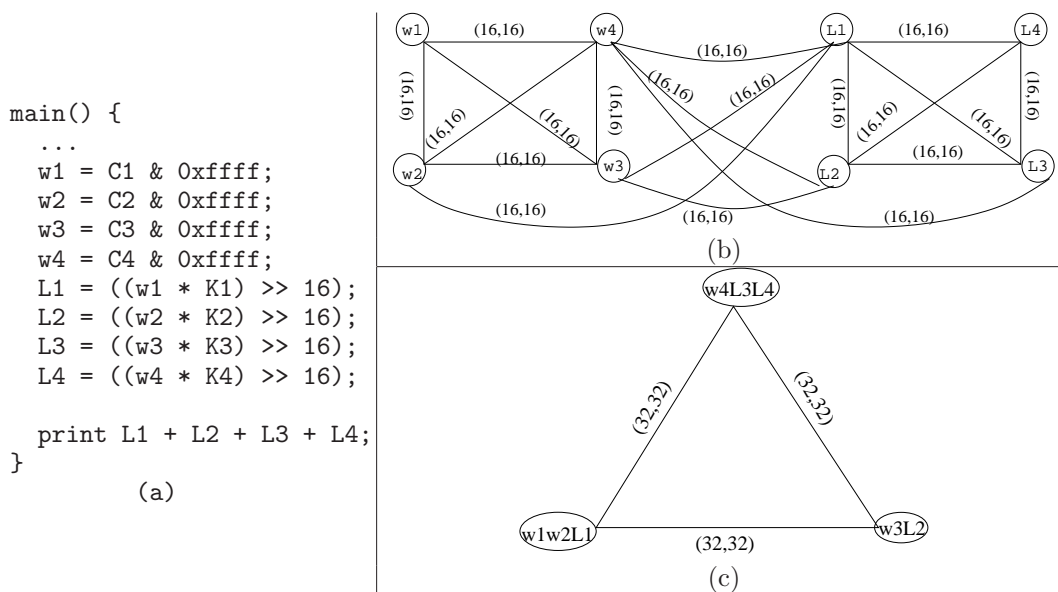 main() {
...
w1 = C1 & 0xffff;
w2 = C2 & 0xffff;
w3 = C3 & 0xffff;
w4 = C4 & 0xffff;
L1 = ((w1 * K1) >> 16);
L2 = ((w2 * K2) >> 16);
L3 = ((w3 * K3) >> 16);
L4 = ((w4 * K4) >> 16);
print L1 + L2 + L3 + L4;
}
(a)
w1
(16,16)
w4
(16,16)
L1
(16,16)
L4
(16,16)
(16,16)
(16,16)
(16,16)
(16,16)
(16,16)
(16,16)
(16,16)
(16,16)
(16,16)
w2
(16,16)
w3
L2
(16,16)
L3
(16,16)
(16,16)
(16,16)
(b)
w4L3L4
(32,32)
(32,32)
w1w2L1
(32,32)
w3L2
(c)